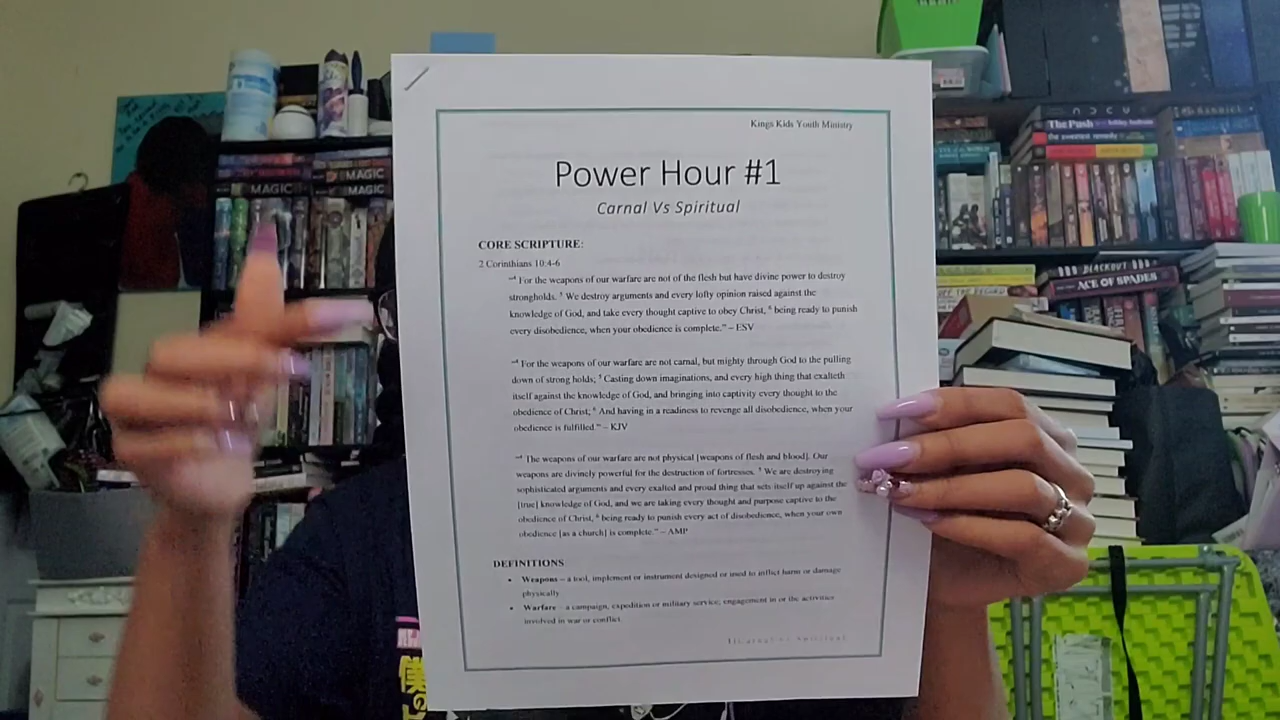 Kings Kids Youth Ministry
Power Hour #1
Carnal Vs Spiritual
CORE SCRIPTURE:
2 Corinthians 10:4-6
"⁴ For the weapons of our warfare are not of the flesh but have divine power to destroy
strongholds. ⁵ We destroy arguments and every lofty opinion raised against the
knowledge of God, and take every thought captive to obey Christ, ⁶ being ready to punish
every disobedience, when your obedience is complete." – ESV
"⁴ For the weapons of our warfare are not carnal, but mighty through God to the pulling
down of strong holds; ⁵ Casting down imaginations, and every high thing that exalteth
itself against the knowledge of God, and bringing into captivity every thought to the
obedience of Christ; ⁶ And having in a readiness to revenge all disobedience, when your
obedience is fulfilled." – KJV
"⁴ The weapons of our warfare are not physical [weapons of flesh and blood]. Our
weapons are divinely powerful for the destruction of fortresses. ⁵ We are destroying
sophisticated arguments and every exalted and proud thing that sets itself up against the
[true] knowledge of God, and we are taking every thought and purpose captive to the
obedience of Christ, ⁶ being ready to punish every act of disobedience, when your own
obedience [as a church] is complete." – AMP
DEFINITIONS
• Weapons – a tool, implement or instrument designed or used to inflict harm or damage
physically
• Warfare – a campaign, expedition or military service; engagement in or the activities
involved in war or conflict.
MAGIC
MAGIC
MAGIC
The Push
BLACKOUT
ACE OF SPADES
僕